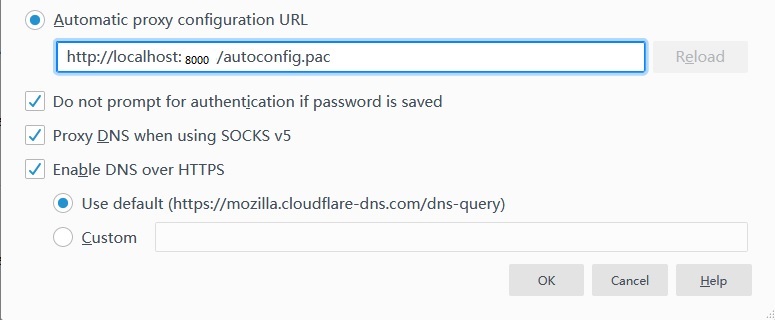 Automatic proxy configuration URL
http://localhost: 8000 /autoconfig.pac
Reload
Do not prompt for authentication if password is saved
Proxy DNS when using SOCKS v5
Enable DNS over HTTPS
Use default (https://mozilla.cloudflare-dns.com/dns-query)
Custom
OK
Cancel
Help